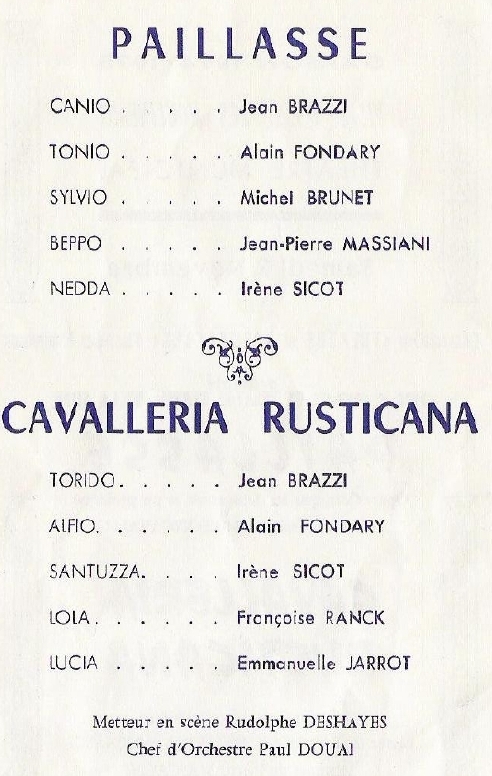 PAILLASSE
CANIO . . . . . Jean BRAZZI
TONIO . . . . . Alain FONDARY
SYLVIO . . . . . Michel BRUNET
BEPPO . . . . . Jean-Pierre MASSIANI
NEDDA . . . . . Irène SICOT
CAVALLERIA RUSTICANA
TORIDO. . . . . . Jean BRAZZI
ALFIO. . . . . . Alain FONDARY
SANTUZZA. . . . Irène SICOT
LOLA. . . . . . Françoise RANCK
LUCIA . . . . . Emmanuelle JARROT
Metteur en scène Rudolphe DESHAYES
Chef d'Orchestre Paul DOUAI